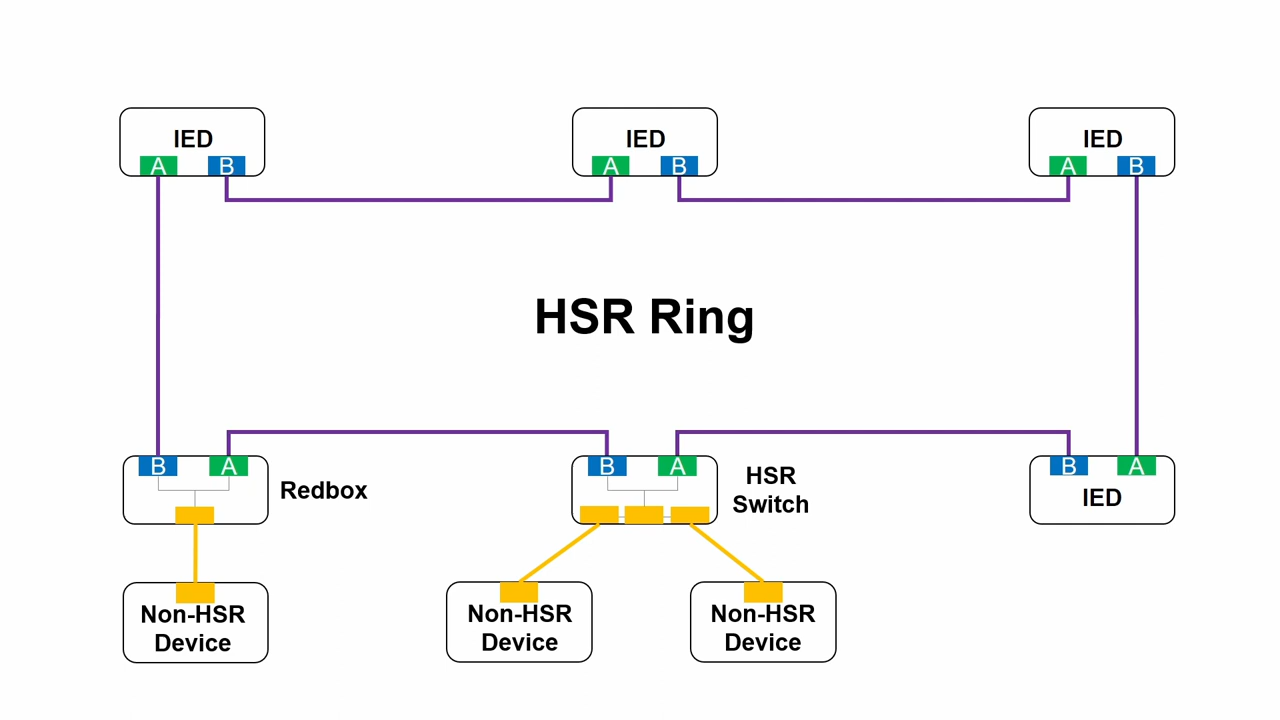 IED
A
B
IED
A
B
IED
A
B
HSR Ring
B
A
Redbox
B
A
HSR
Switch
B
A
IED
Non-HSR
Device
Non-HSR
Device
Non-HSR
Device